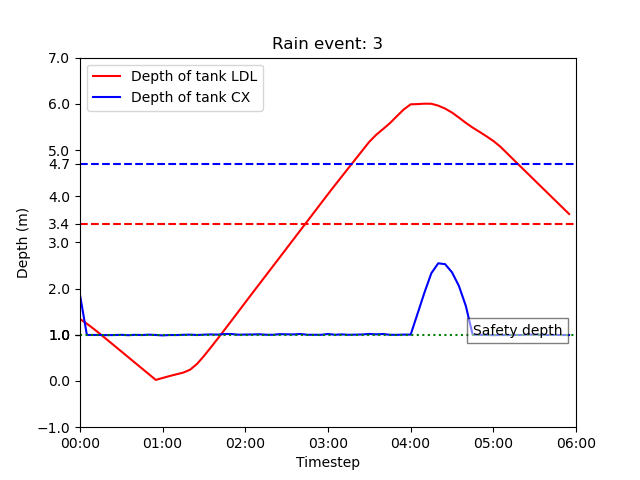 Rain event: 3
Depth of tank LDL
Depth of tank CX
Depth (m)
7.0
6.0
5.0
4.7
4.0
3.4
3.0
2.0
1.0
0.0
−1.0
Safety depth
00:00 01:00 02:00 03:00 04:00 05:00 06:00
Timestep